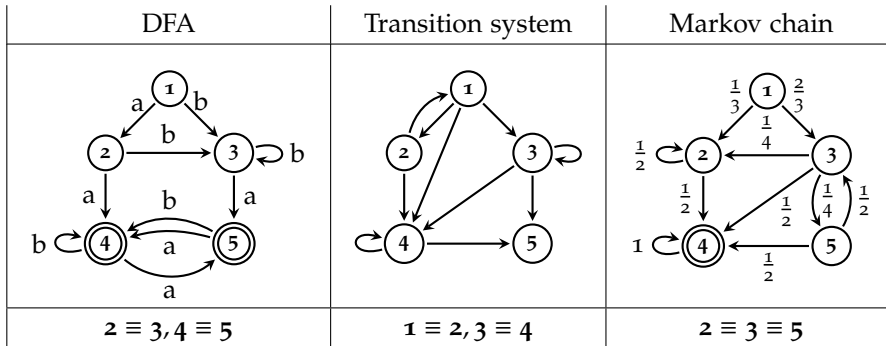 DFA Transition system Markov chain
1 1 1
a b 1/3 2/3
2 b 3 b 2 3 1/2 2 1/4 3
a b a 1/2 1/2 1/4 1/2
b 4 a 5 4 5 1 4 1/2 5
a
2 ≡ 3, 4 ≡ 5 1 ≡ 2, 3 ≡ 4 2 ≡ 3 ≡ 5